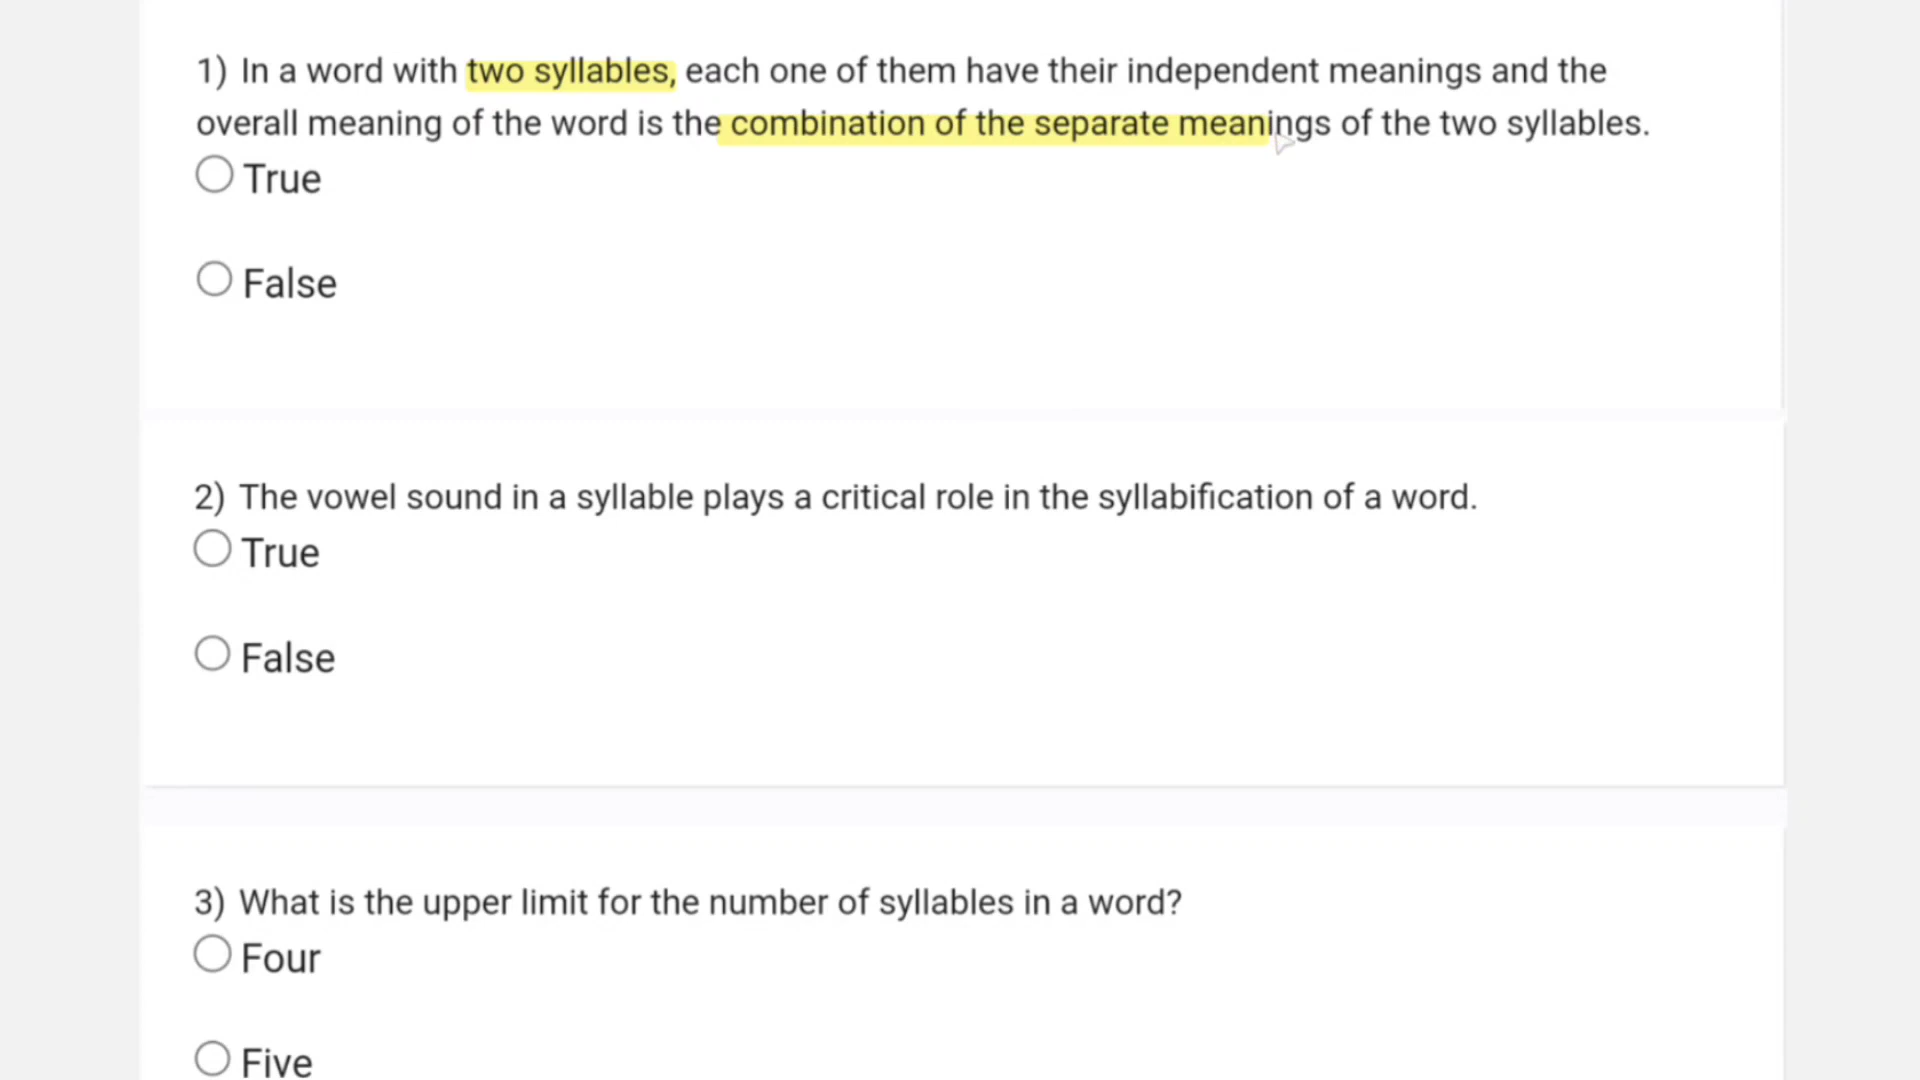 1) In a word with two syllables, each one of them have their independent meanings and the
overall meaning of the word is the combination of the separate meanings of the two syllables.
True
False
2) The vowel sound in a syllable plays a critical role in the syllabification of a word.
True
False
3) What is the upper limit for the number of syllables in a word?
Four
Five